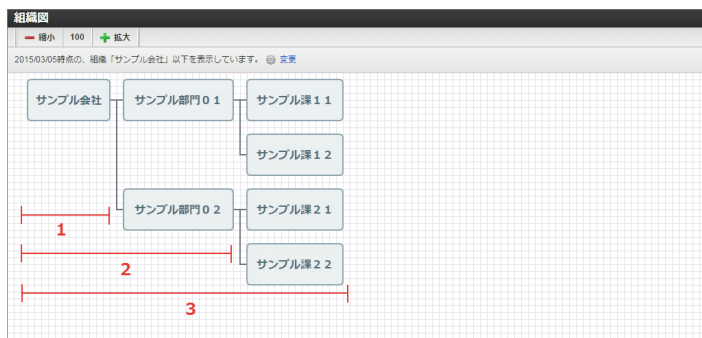 組織図
縮小 100 拡大
2015/03/05時点の、組織「サンプル会社」以下を表示しています。 変更
サンプル会社 サンプル部門０１ サンプル課１１
サンプル課１２
サンプル部門０２ サンプル課２１
1
サンプル課２２
2
3